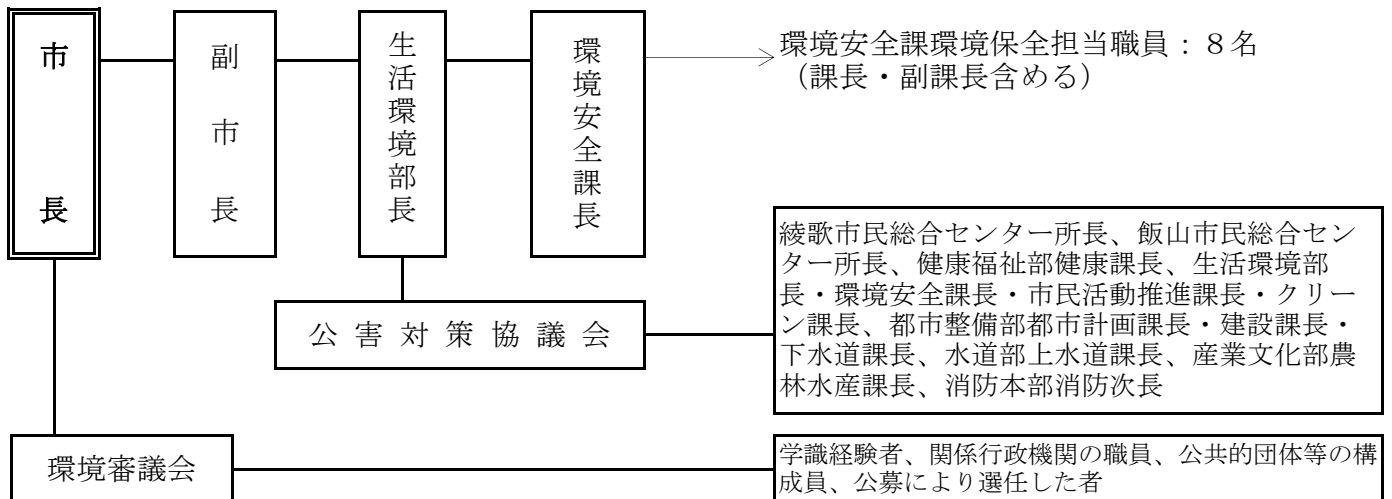 市長
副市長
生活環境部長
環境安全課長
環境安全課環境保全担当職員：８名
（課長・副課長含める）
公害対策協議会
綾歌市民総合センター所長、飯山市民総合セン
ター所長、健康福祉部健康課長、生活環境部
長・環境安全課長・市民活動推進課長・クリー
ン課長、都市整備部都市計画課長・建設課長・
下水道課長、水道部上水道課長、産業文化部農
林水産課長、消防本部消防次長
環境審議会
学識経験者、関係行政機関の職員、公共的団体等の構
成員、公募により選任した者